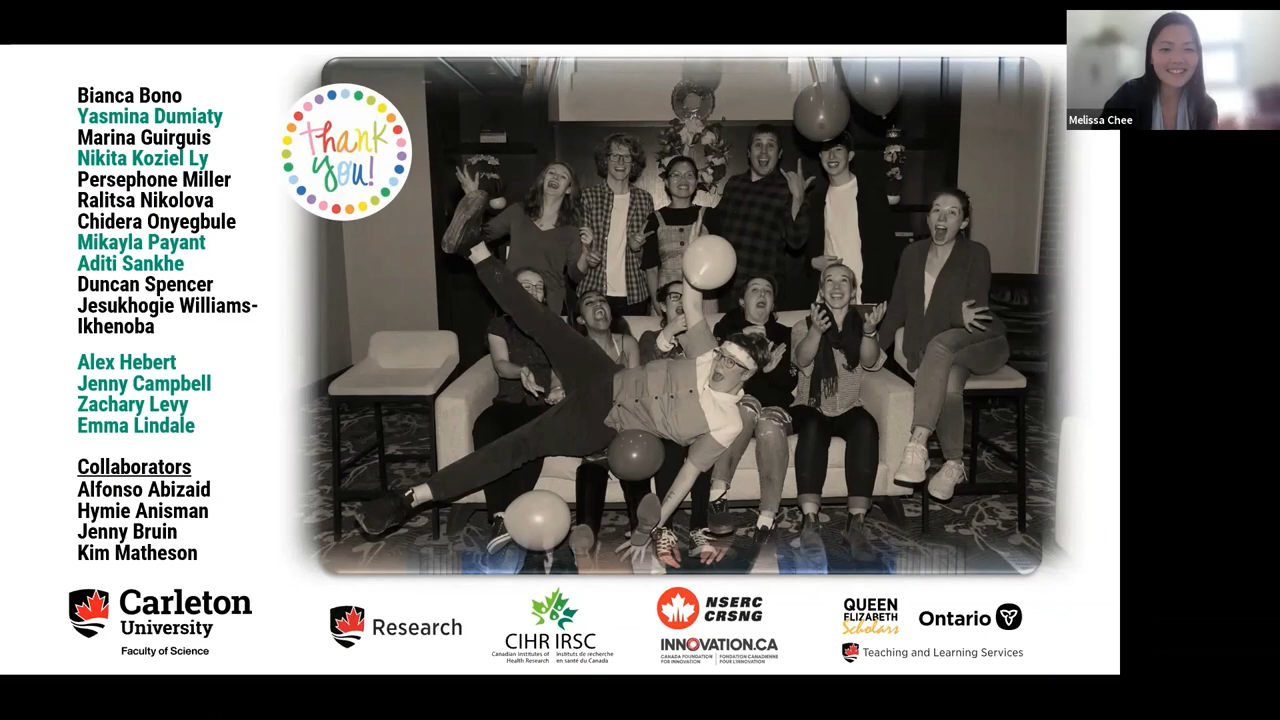 Bianca Bono
Yasmina Dumiaty
Marina Guirguis
Nikita Koziel Ly
Persephone Miller
Ralitsa Nikolova
Chidera Onyegbule
Mikayla Payant
Aditi Sankhe
Duncan Spencer
Jesukhogie Williams-
Ikhenoba
Alex Hebert
Jenny Campbell
Zachary Levy
Emma Lindale
Collaborators
Alfonso Abizaid
Hymie Anisman
Jenny Bruin
Kim Matheson
thank
you!
Melissa Chee
Carleton
University
Faculty of Science
Research
CIHR IRSC
Canadian Institutes of
Health Research
Instituts de recherche
en santé du Canada
NSERC
CRSNG
INNOVATION.CA
CANADA FOUNDATION
FOR INNOVATION
FONDATION CANADIENNE
POUR L'INNOVATION
QUEEN
ELIZABETH
Scholars
Ontario
Teaching and Learning Services